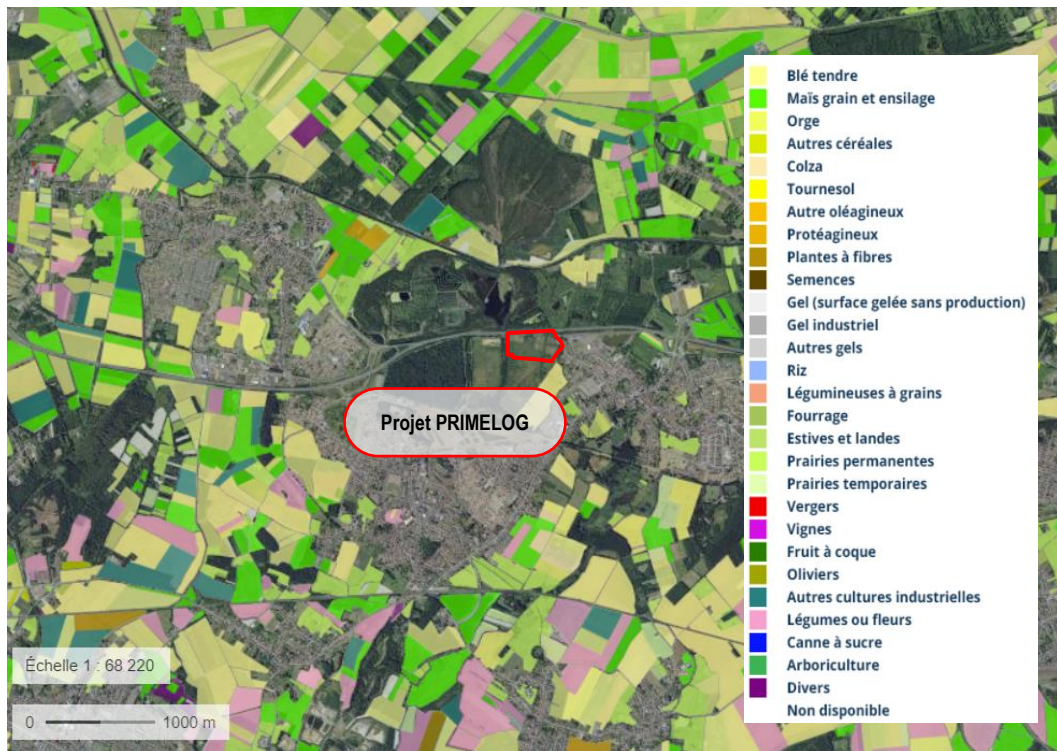 Blé tendre
Maïs grain et ensilage
Orge
Autres céréales
Colza
Tournesol
Autre oléagineux
Protéagineux
Plantes à fibres
Semences
Gel (surface gelée sans production)
Gel industriel
Autres gels
Riz
Légumineuses à grains
Fourrage
Estives et landes
Prairies permanentes
Prairies temporaires
Vergers
Vignes
Fruit à coque
Oliviers
Autres cultures industrielles
Légumes ou fleurs
Canne à sucre
Arboriculture
Divers
Non disponible
Projet PRIMELOG
Échelle 1 : 68 220
0 1000 m